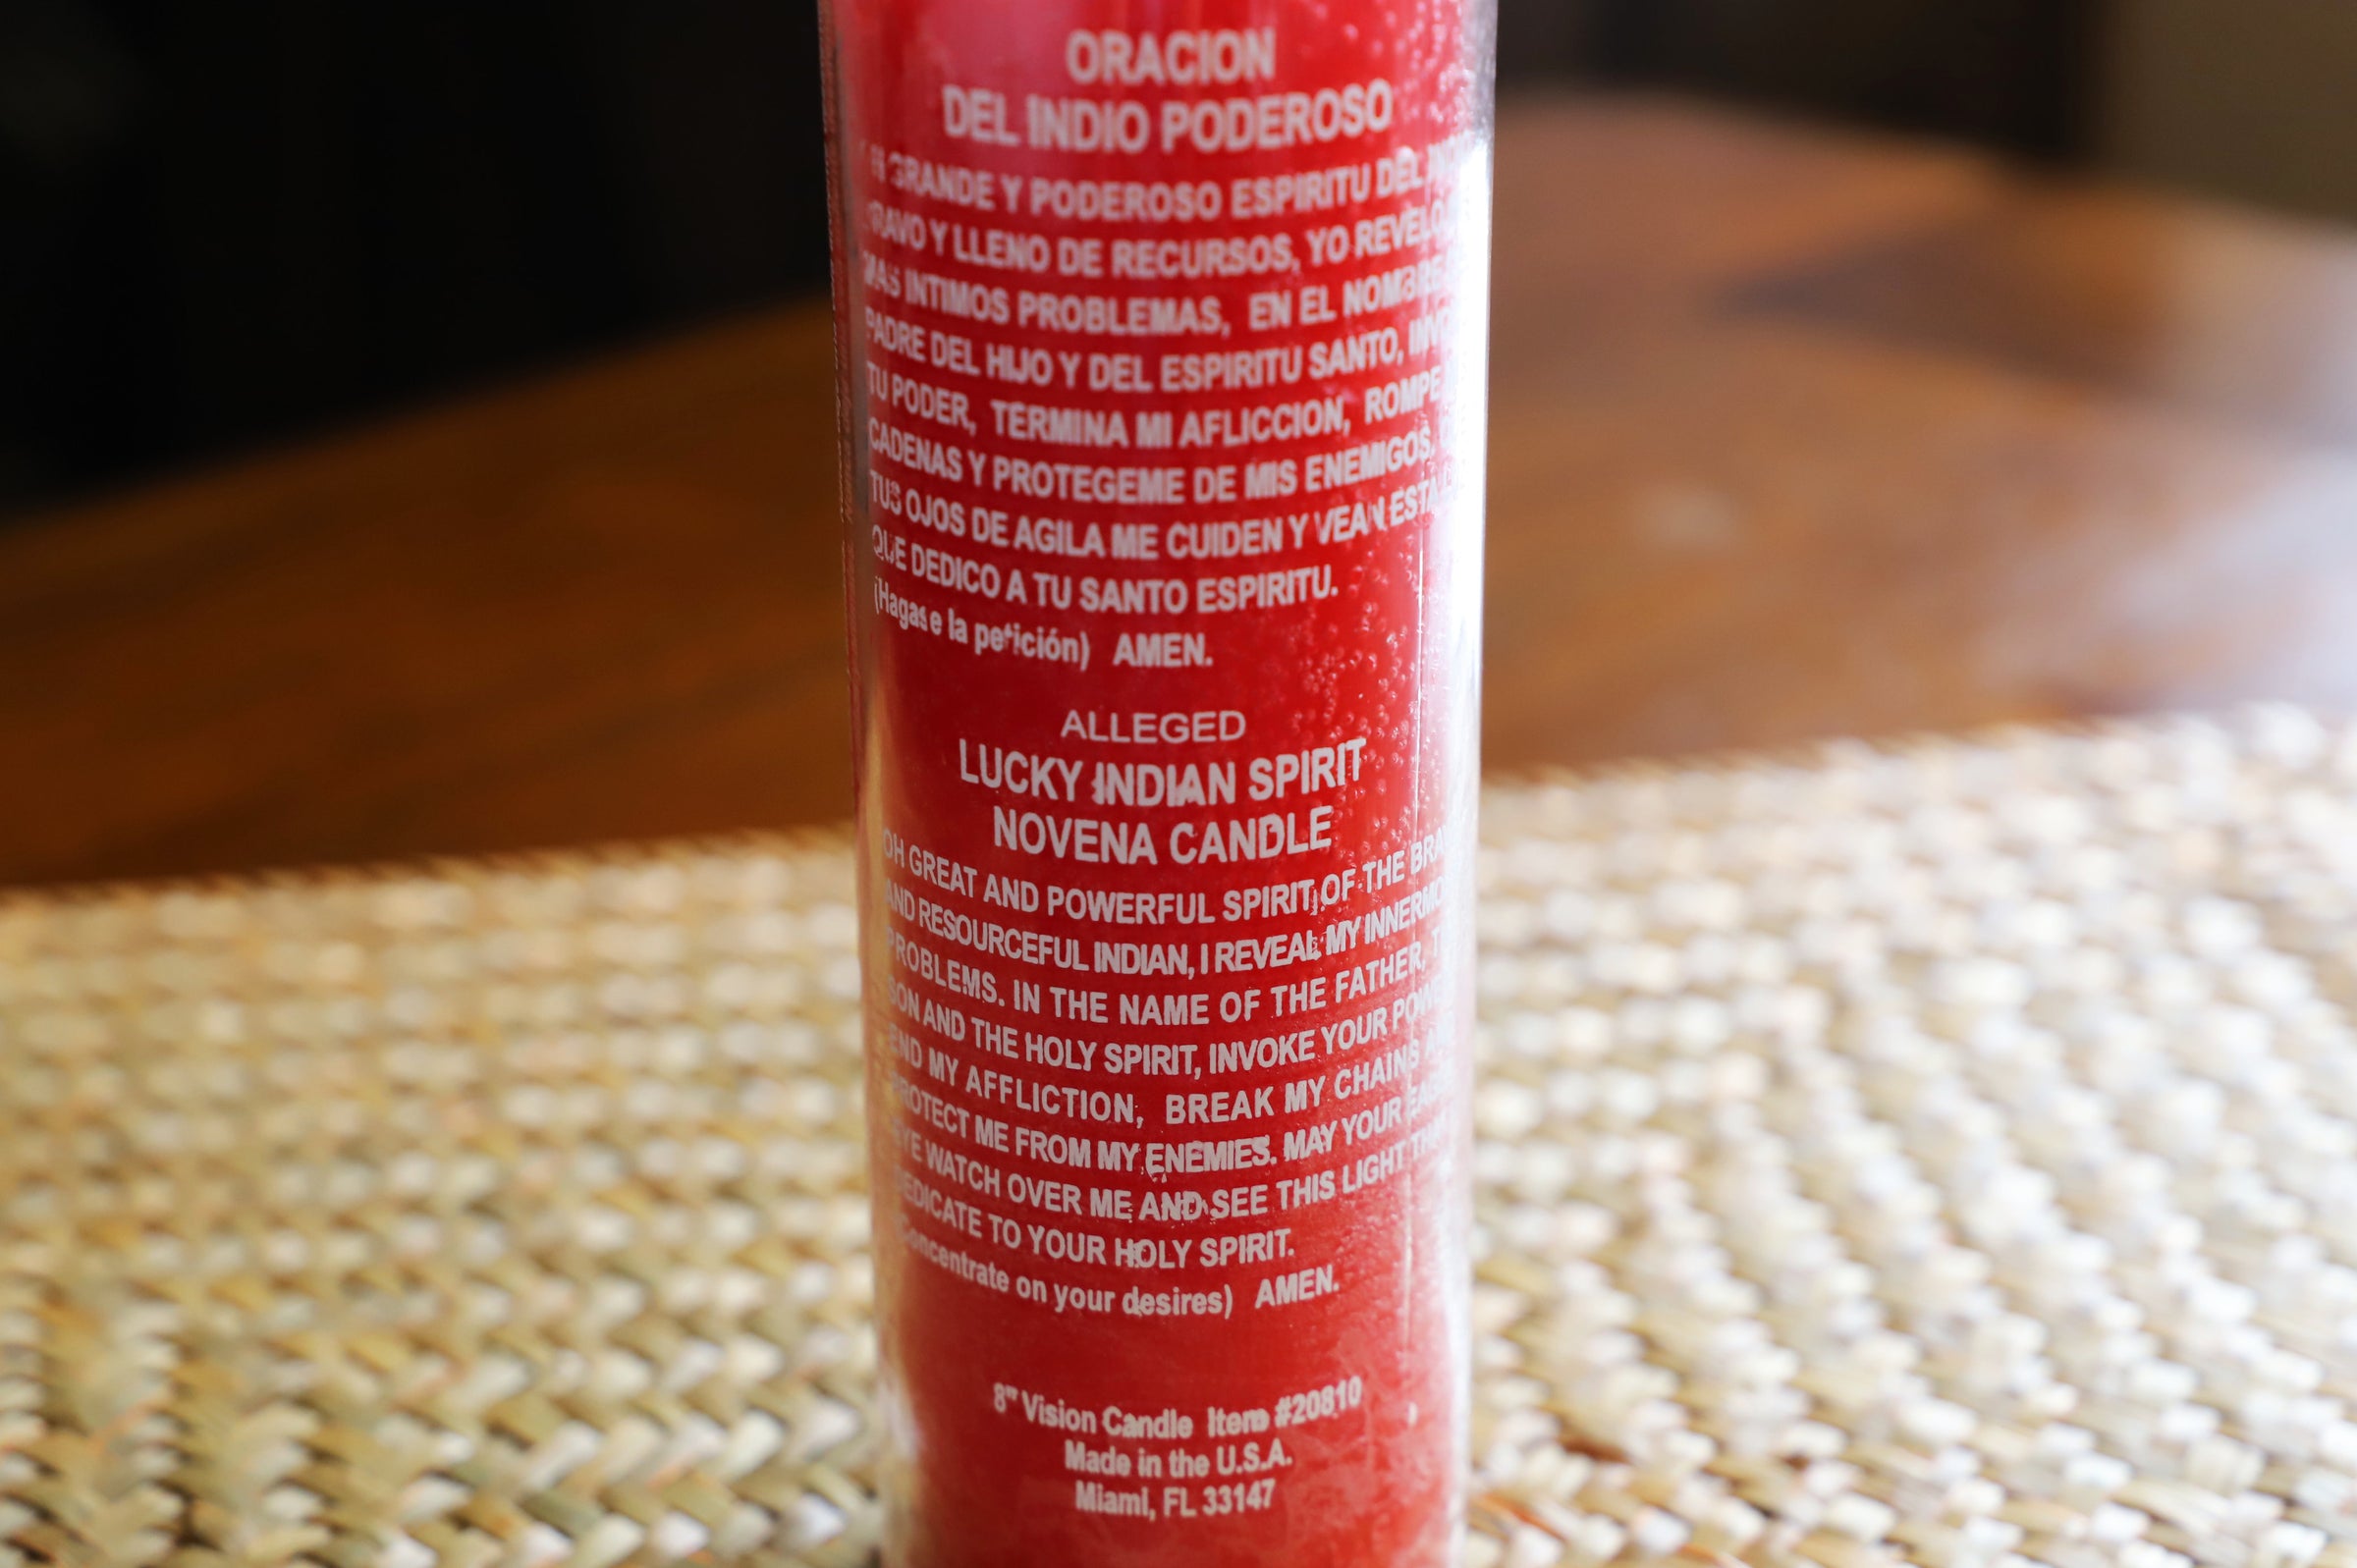 ORACION
DEL INDIO PODEROSO
GRANDE Y PODEROSO ESPIRITU DEL
Y LLENO DE RECURSOS, YO
MAS INTIMOS PROBLEMAS, EN EL
PADRE DEL HIJO Y DEL ESPIRITU SANTO,
TU PODER, TERMINA MI AFLICCION, ROMPE
CADENAS Y PROTEGEME DE MIS ENEMIGOS.
TUS OJOS DE AGILA ME CUIDEN Y VEAN
QUE DEDICO A TU SANTO ESPIRITU.
(Hagase la petición) AMEN.
ALLEGED
LUCKY INDIAN SPIRIT
NOVENA CANDLE
OH GREAT AND POWERFUL SPIRIT OF THE
AND RESOURCEFUL INDIAN, I REVEAL MY
PROBLEMS. IN THE NAME OF THE FATHER,
SON AND THE HOLY SPIRIT, INVOKE YOUR
END MY AFFLICTION, BREAK MY CHAINS
PROTECT ME FROM MY ENEMIES. MAY YOUR
EYE WATCH OVER ME AND SEE THIS LIGHT
DEDICATE TO YOUR HOLY SPIRIT.
(Concentrate on your desires) AMEN.
8" Vision Candle Item #20810
Made in the U.S.A.
Miami, FL 33147